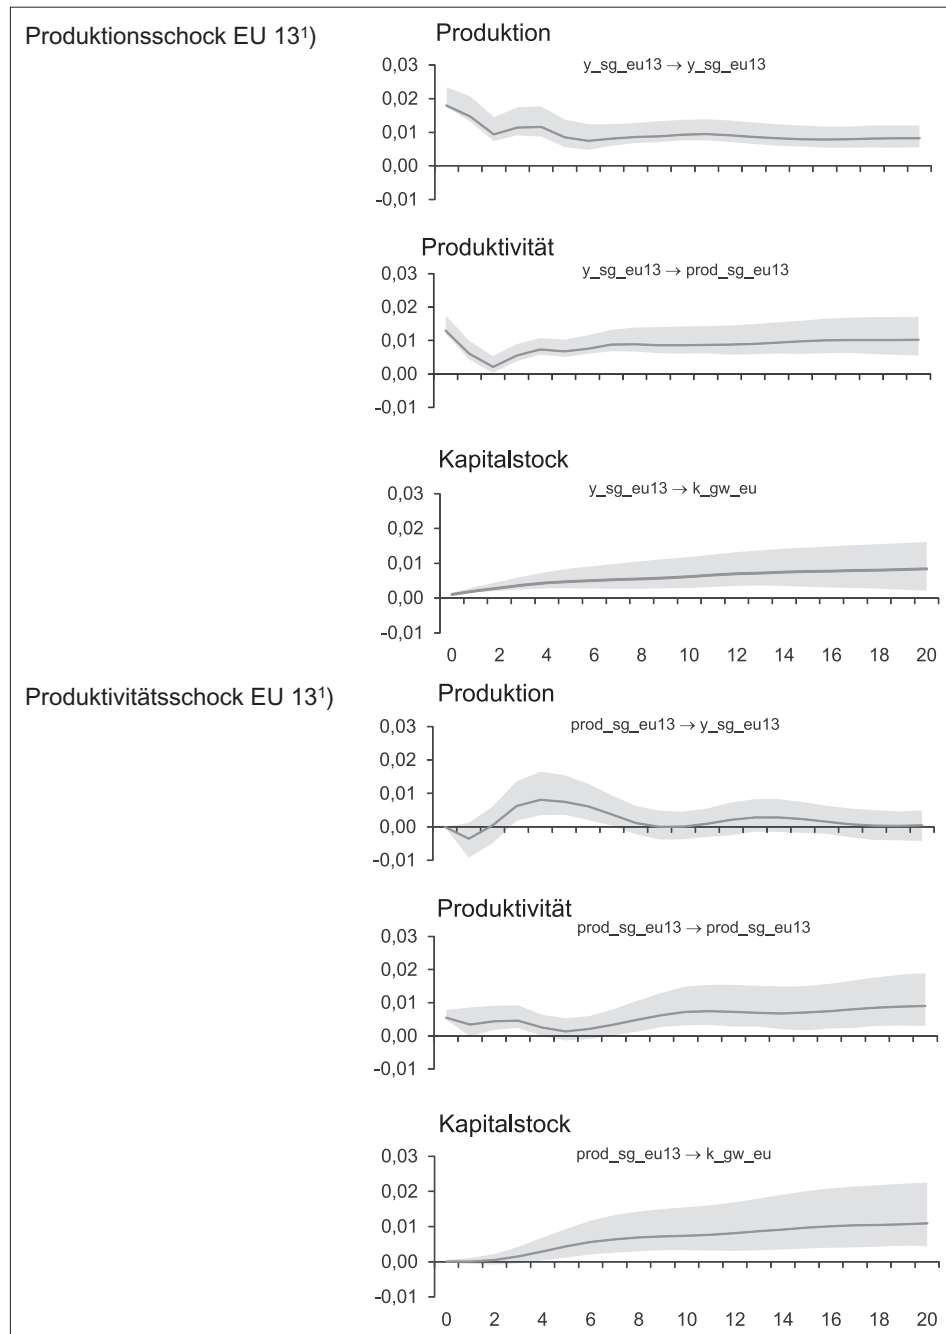 Produktionsschock EU 13¹)
Produktion
y_sg_eu13 → y_sg_eu13
0,03
0,02
0,01
0,00
-0,01
Produktivität
y_sg_eu13 → prod_sg_eu13
0,03
0,02
0,01
0,00
-0,01
Kapitalstock
y_sg_eu13 → k_gw_eu
0,03
0,02
0,01
0,00
-0,01
0 2 4 6 8 10 12 14 16 18 20
Produktivitätsschock EU 13¹)
Produktion
prod_sg_eu13 → y_sg_eu13
0,03
0,02
0,01
0,00
-0,01
Produktivität
prod_sg_eu13 → prod_sg_eu13
0,03
0,02
0,01
0,00
-0,01
Kapitalstock
prod_sg_eu13 → k_gw_eu
0,03
0,02
0,01
0,00
-0,01
0 2 4 6 8 10 12 14 16 18 20